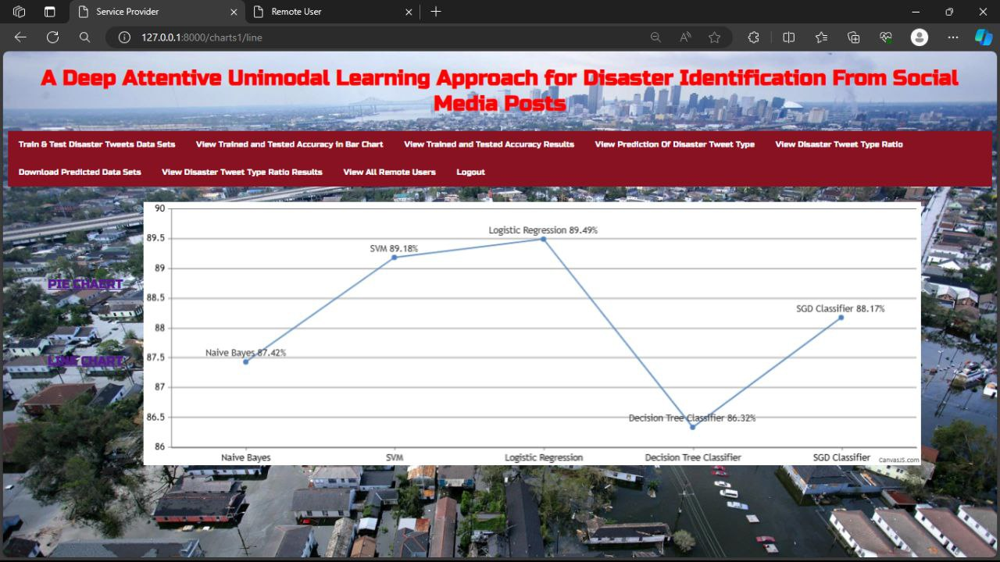 Service Provider
Remote User
127.0.0.1:8000/charts1/line
A Deep Attentive Unimodal Learning Approach for Disaster Identification From Social
Media Posts
Train & Test Disaster Tweets Data Sets View Trained and Tested Accuracy in Bar Chart View Trained and Tested Accuracy Results View Prediction Of Disaster Tweet Type View Disaster Tweet Type Ratio
Download Predicted Data Sets View Disaster Tweet Type Ratio Results View All Remote Users Logout
PIE CHAERT
LINE CHART
90
89.5
89
88.5
88
87.5
87
86.5
86
Logistic Regression 89.49%
SVM 89.18%
SGD Classifier 88.17%
Naive Bayes 87.42%
Decision Tree Classifier 86.32%
Naive Bayes SVM Logistic Regression Decision Tree Classifier SGD Classifier
CanvasJS.com